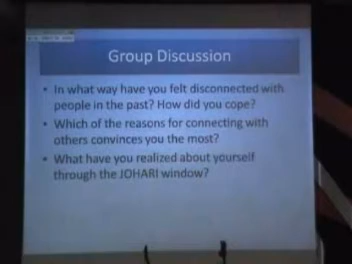 Group Discussion
• In what way have you felt disconnected with
people in the past? How did you cope?
• Which of the reasons for connecting with
others convinces you the most?
• What have you realized about yourself
through the JOHARI window?